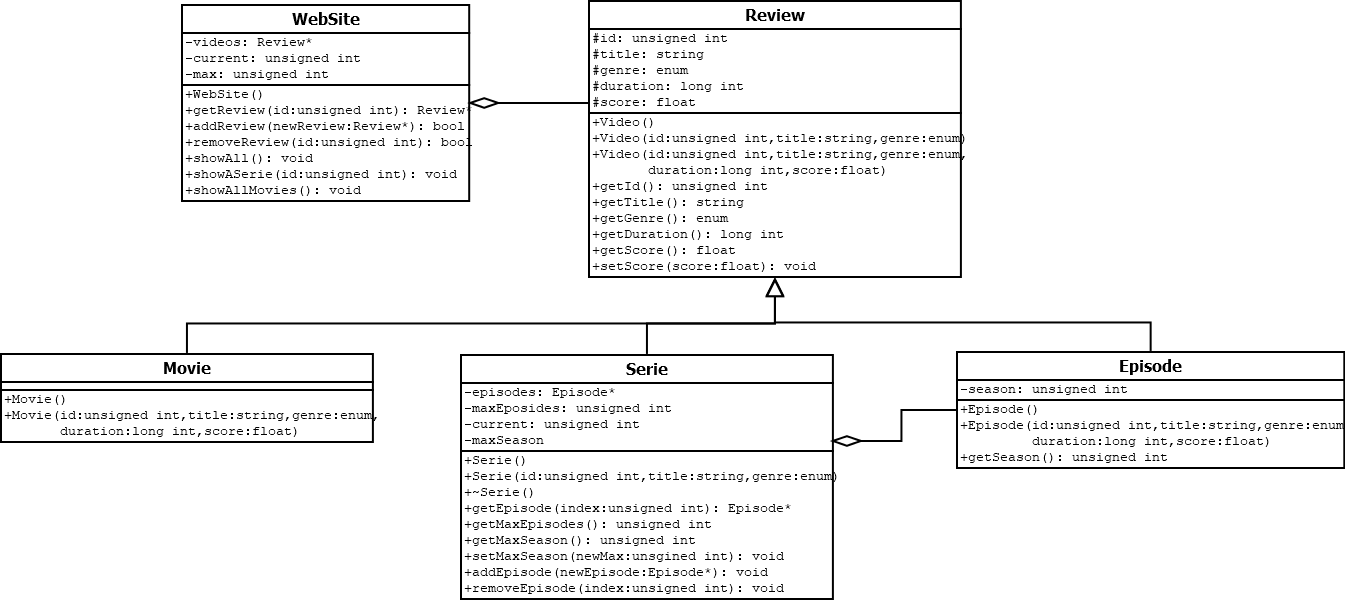 WebSite
-videos: Review*
-current: unsigned int
-max: unsigned int
+WebSite()
+getReview(id:unsigned int): Review*
+addReview(newReview:Review*): bool
+removeReview(id:unsigned int): bool
+showAll(): void
+showASerie(id:unsigned int): void
+showAllMovies(): void
Review
#id: unsigned int
#title: string
#genre: enum
#duration: long int
#score: float
+Video()
+Video(id:unsigned int,title:string,genre:enum)
+Video(id:unsigned int,title:string,genre:enum,
duration:long int,score:float)
+getId(): unsigned int
+getTitle(): string
+getGenre(): enum
+getDuration(): long int
+getScore(): float
+setScore(score:float): void
Movie
+Movie()
+Movie(id:unsigned int,title:string,genre:enum,
duration:long int,score:float)
Serie
-episodes: Episode*
-maxEposides: unsigned int
-current: unsigned int
-maxSeason
+Serie()
+Serie(id:unsigned int,title:string,genre:enum)
+~Serie()
+getEpisode(index:unsigned int): Episode*
+getMaxEpisodes(): unsigned int
+getMaxSeason(): unsigned int
+setMaxSeason(newMax:unsgined int): void
+addEpisode(newEpisode:Episode*): void
+removeEpisode(index:unsigned int): void
Episode
-season: unsigned int
+Episode()
+Episode(id:unsigned int,title:string,genre:enum
duration:long int,score:float)
+getSeason(): unsigned int